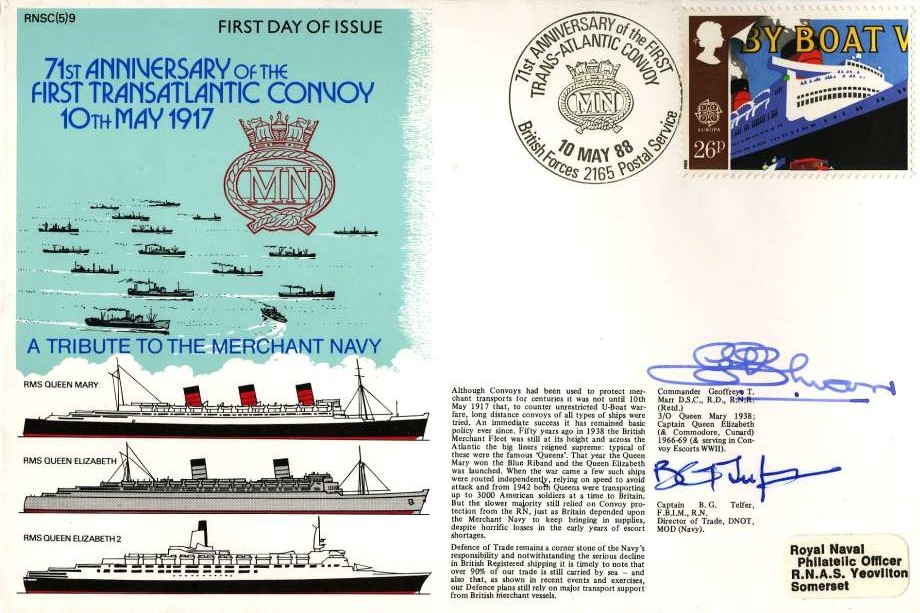 RNSC(5)9
FIRST DAY OF ISSUE
71ST ANNIVERSARY OF THE
FIRST TRANSATLANTIC CONVOY
10TH MAY 1917
MN
A TRIBUTE TO THE MERCHANT NAVY
RMS QUEEN MARY
RMS QUEEN ELIZABETH
RMS QUEEN ELIZABETH 2
71st ANNIVERSARY of the FIRST
TRANS-ATLANTIC CONVOY
MN
10 MAY 88
British Forces 2165 Postal Service
BY BOAT
EUROPA
26P
Although Convoys had been used to protect mer-
chant transports for centuries it was not until 10th
May 1917 that, to counter unrestricted U-Boat war-
fare, long distance convoys of all types of ships were
tried. An immediate success it has remained basic
policy ever since. Fifty years ago in 1938 the British
Merchant Fleet was still at its height and across the
Atlantic the big liners reigned supreme: typical of
these were the famous 'Queens'. That year the Queen
Mary won the Blue Riband and the Queen Elizabeth
was launched. When the war came a few such ships
were routed independently, relying on speed to avoid
attack and from 1942 both Queens were transporting
up to 3000 American soldiers at a time to Britain.
But the slower majority still relied on Convoy pro-
tection from the RN, just as Britain depended upon
the Merchant Navy to keep bringing in supplies,
despite horrific losses in the early years of escort
shortages.
Defence of Trade remains a corner stone of the Navy's
responsibility and notwithstanding the serious decline
in British Registered shipping it is timely to note that
over 90% of our trade is still carried by sea – and
also that, as shown in recent events and exercises,
our Defence plans still rely on major transport support
from British merchant vessels.
Commander Geoffrey T.
Marr D.S.C., R.D., R.N.R.
(Retd.)
3/O Queen Mary 1938;
Captain Queen Elizabeth
(& Commodore, Cunard)
1966-69 (& serving in Con-
voy Escorts WWII).
Captain B. G. Telfer,
F.B.I.M., R.N.
Director of Trade, DNOT,
MOD (Navy).
Royal Naval
Philatelic Officer
R.N.A.S. Yeovilton
Somerset